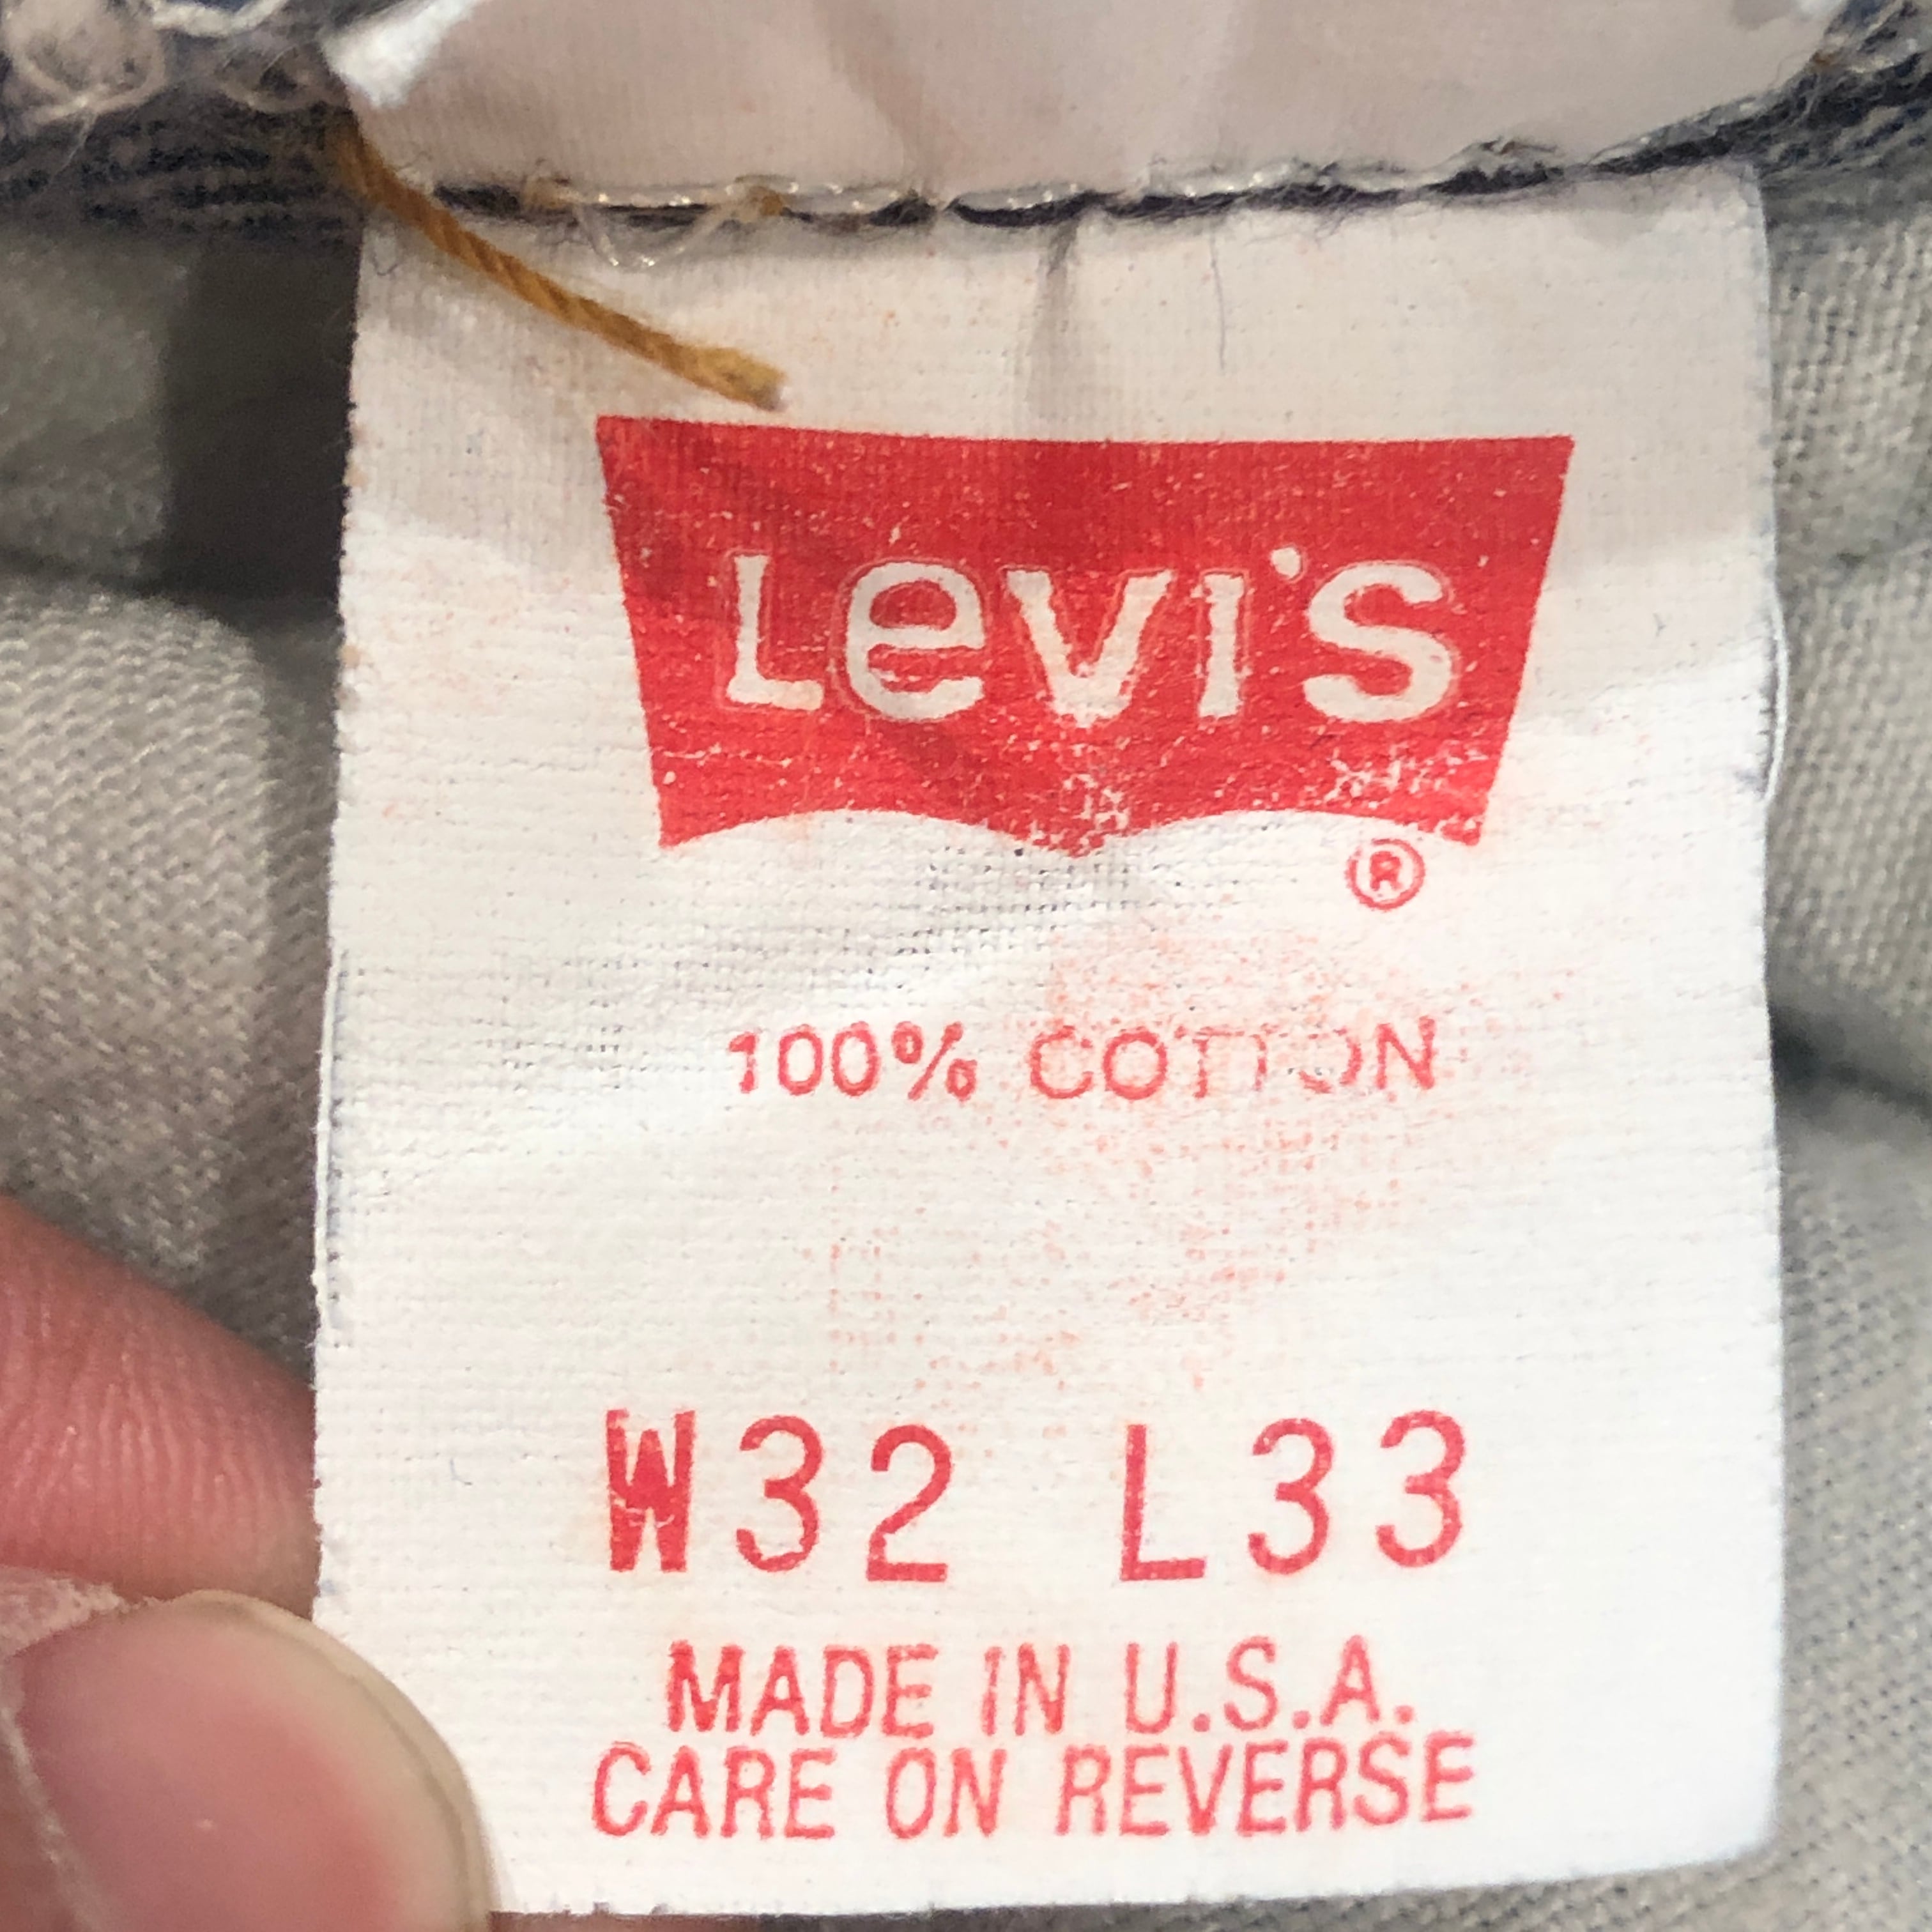 Levi's
®
100% COTTON
W32 L33
MADE IN U.S.A.
CARE ON REVERSE